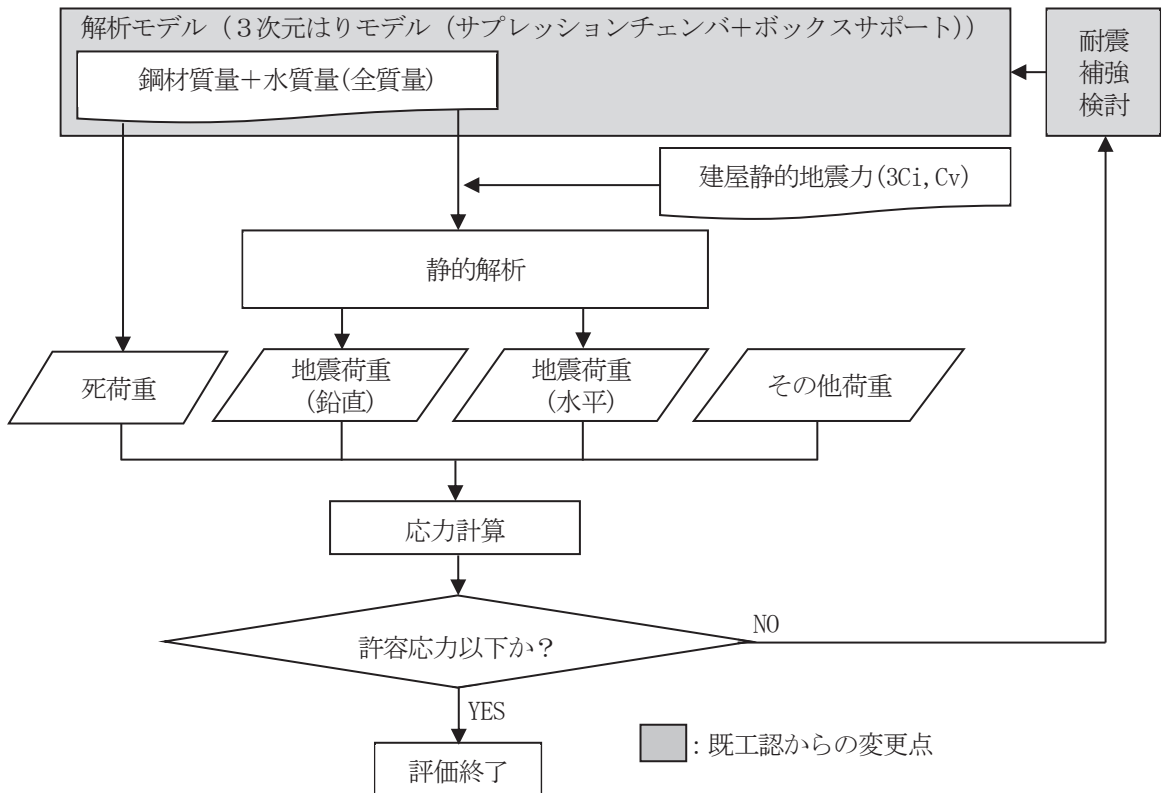 解析モデル（３次元はりモデル（サプレッションチェンバ＋ボックスサポート））
鋼材質量＋水質量(全質量)
耐震
補強
検討
建屋静的地震力(3Ci,Cv)
静的解析
死荷重
地震荷重
(鉛直)
地震荷重
(水平)
その他荷重
応力計算
許容応力以下か？
NO
YES
評価終了
：既工認からの変更点